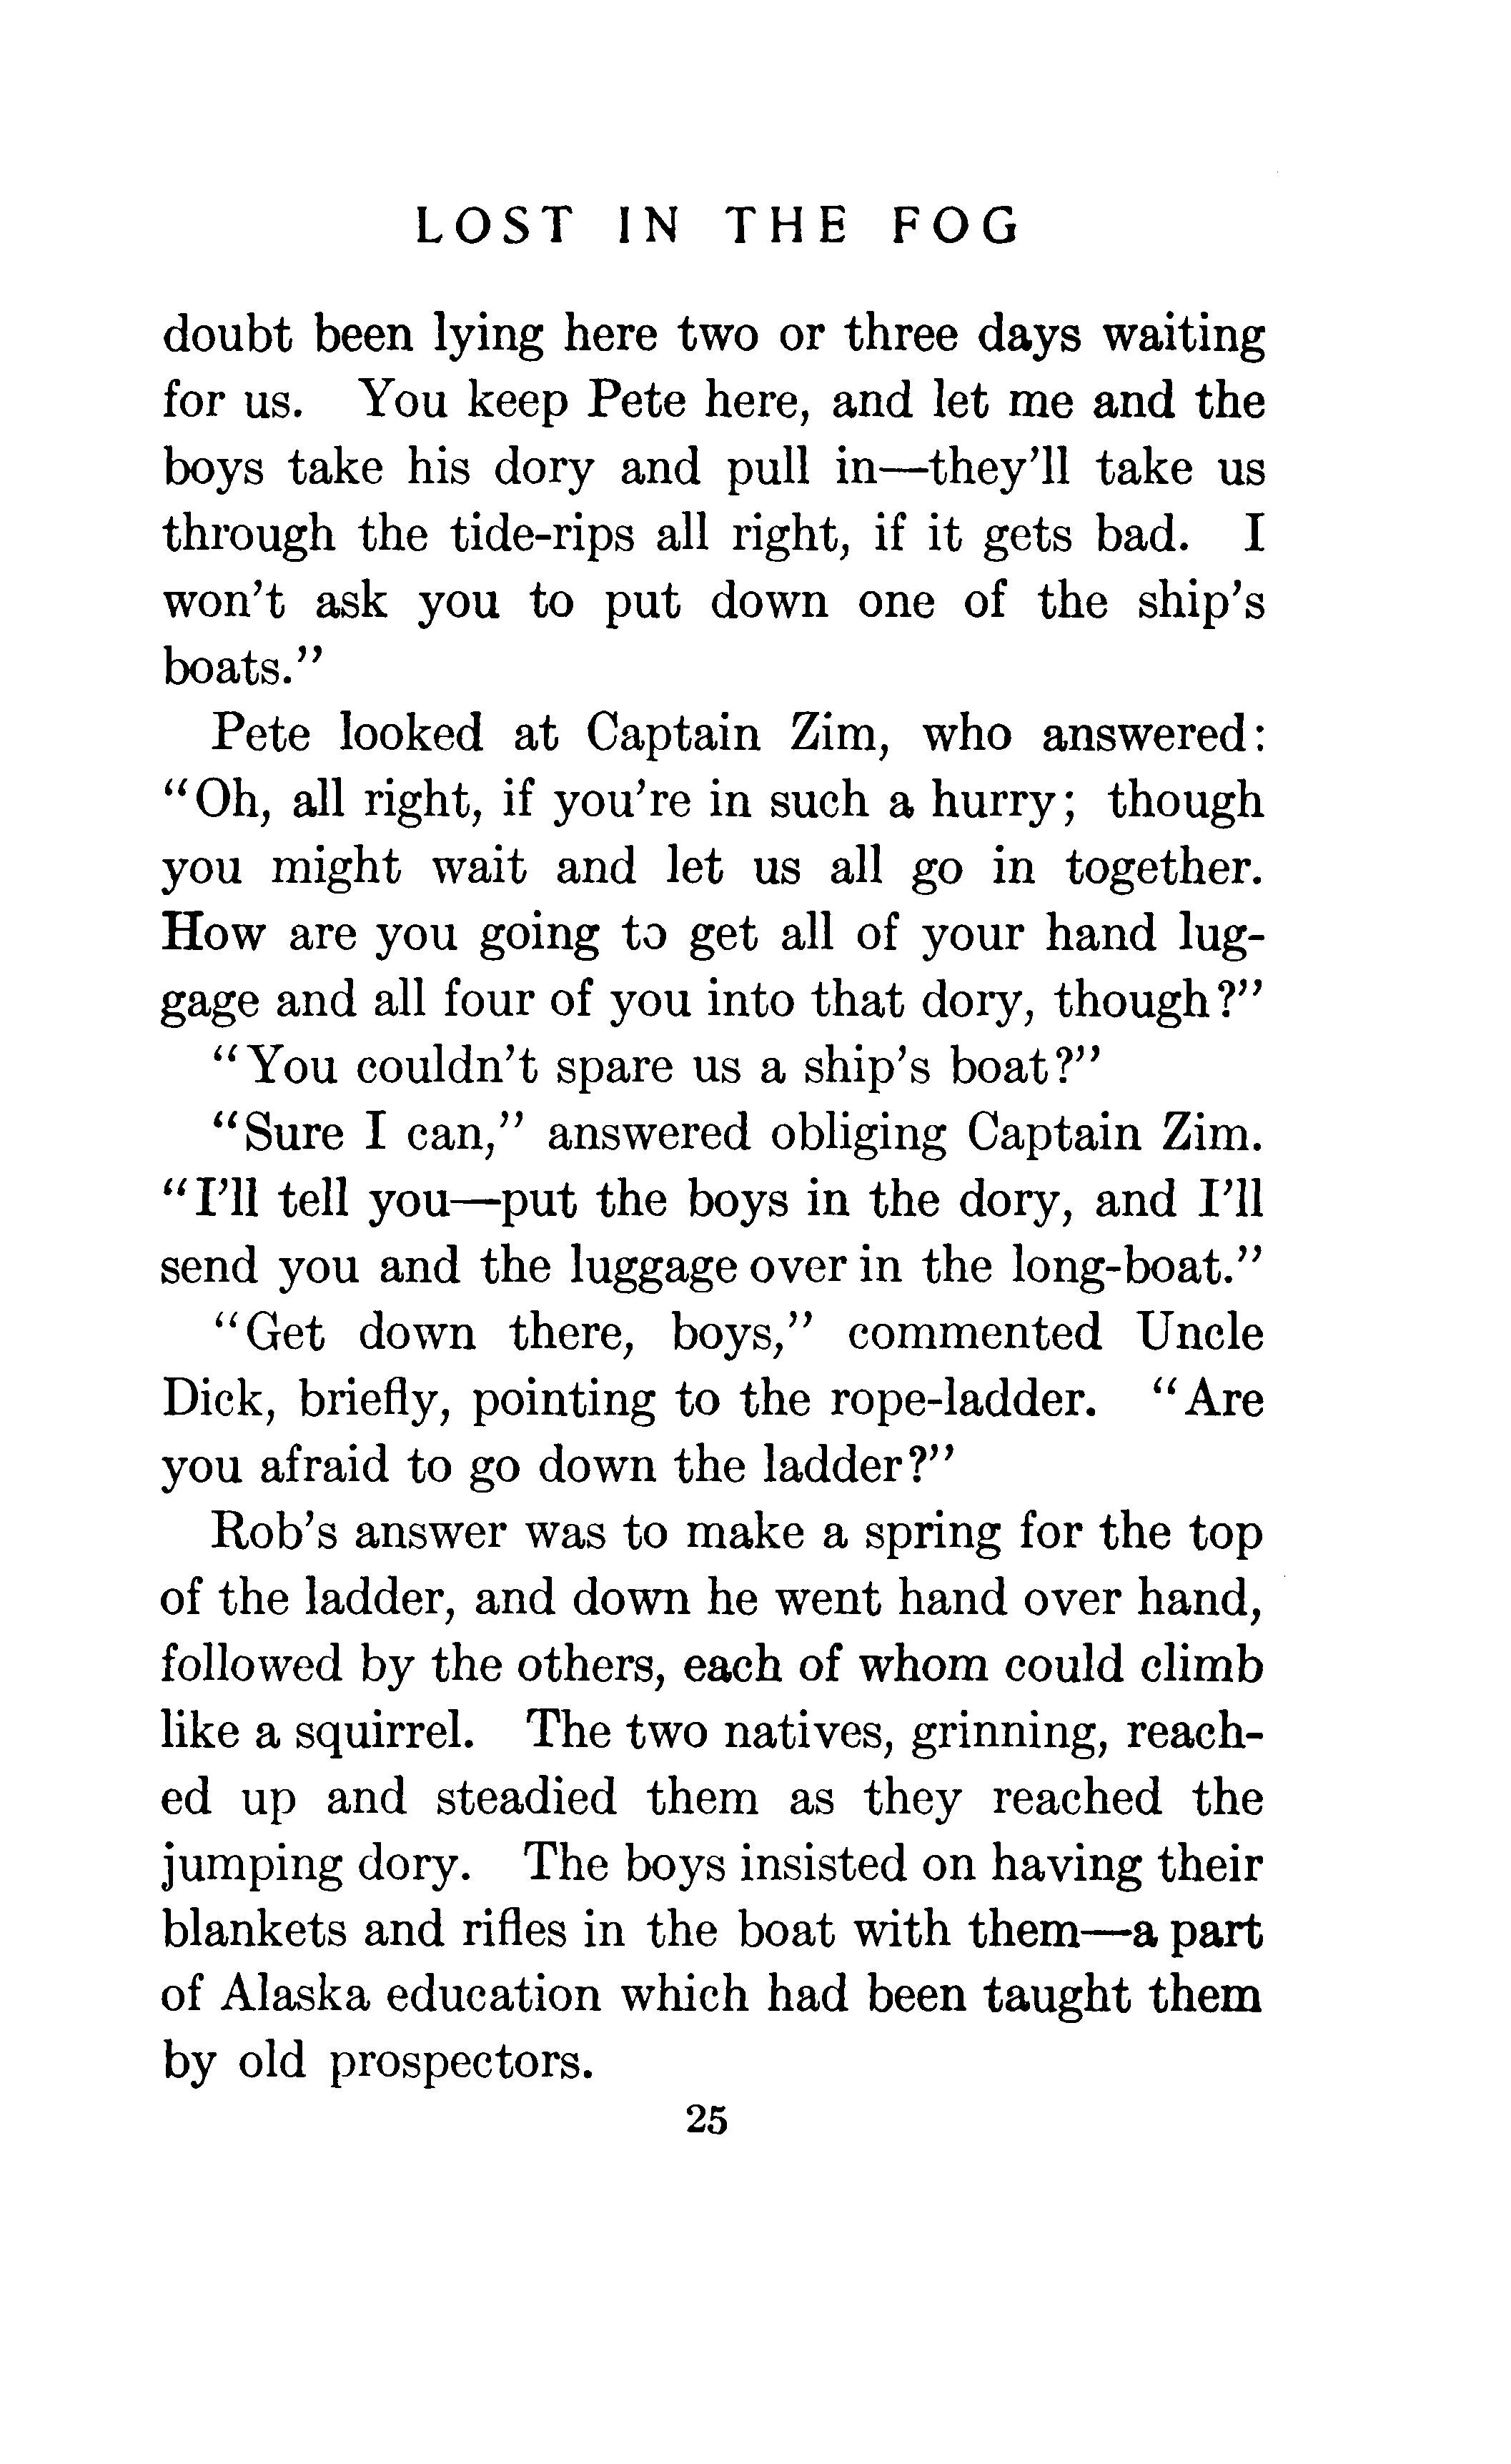 LOST IN THE FOG
doubt been lying here two or three days waiting
for us. You keep Pete here, and let me and the
boys take his dory and pull in—they'll take us
through the tide-rips all right, if it gets bad. I
won't ask you to put down one of the ship's
boats."
Pete looked at Captain Zim, who answered:
"Oh, all right, if you're in such a hurry; though
you might wait and let us all go in together.
How are you going to get all of your hand lug-
gage and all four of you into that dory, though?"
"You couldn't spare us a ship's boat?"
"Sure I can," answered obliging Captain Zim.
"I'll tell you—put the boys in the dory, and I'll
send you and the luggage over in the long-boat."
"Get down there, boys," commented Uncle
Dick, briefly, pointing to the rope-ladder. "Are
you afraid to go down the ladder?"
Rob's answer was to make a spring for the top
of the ladder, and down he went hand over hand,
followed by the others, each of whom could climb
like a squirrel. The two natives, grinning, reach-
ed up and steadied them as they reached the
jumping dory. The boys insisted on having their
blankets and rifles in the boat with them—a part
of Alaska education which had been taught them
by old prospectors.
25